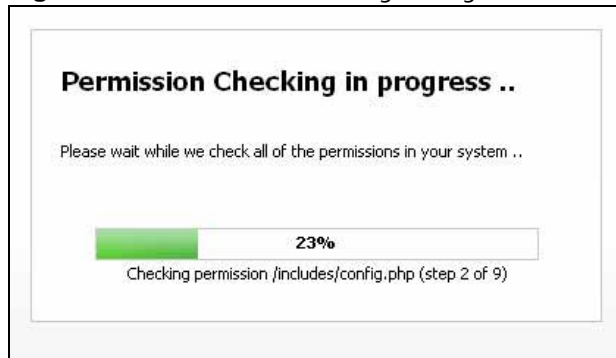 Permission Checking in progress ..
Please wait while we check all of the permissions in your system ..
23%
Checking permission /includes/config.php (step 2 of 9)